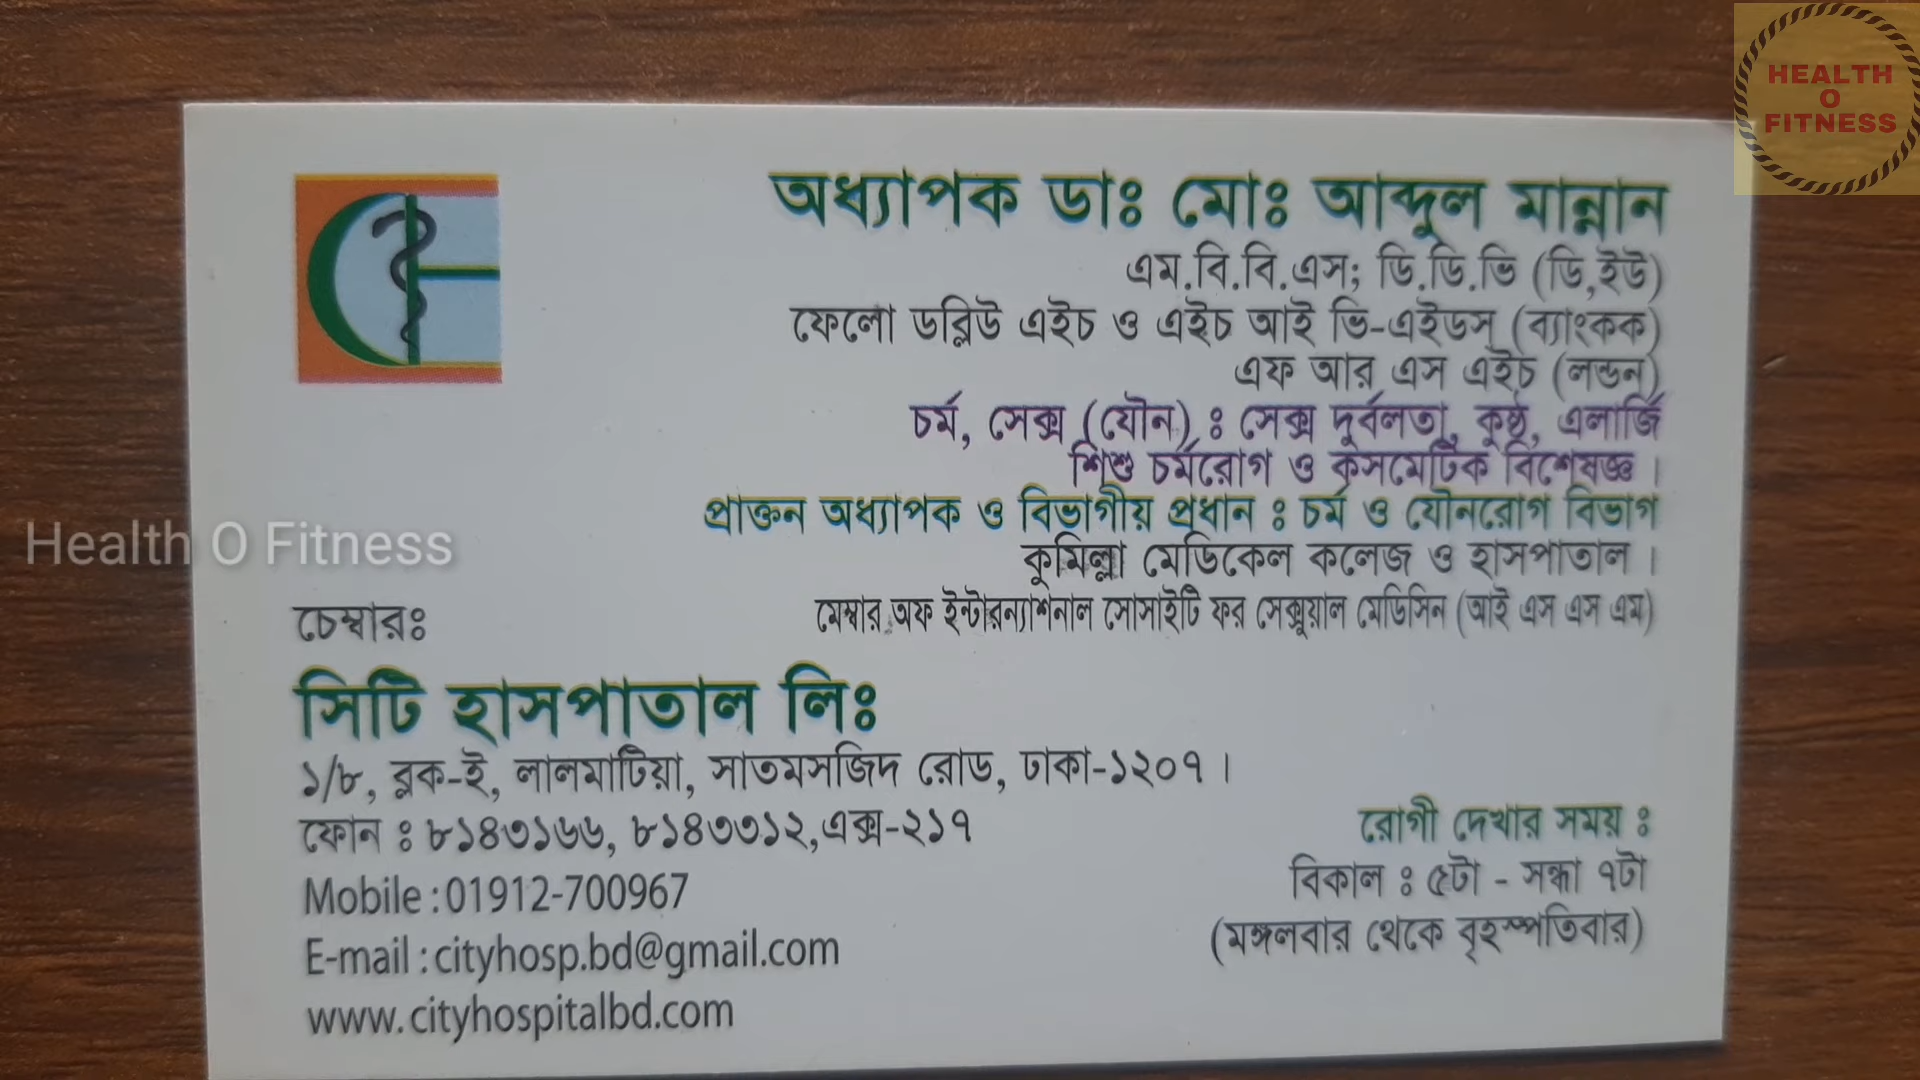 HEALTH
O
FITNESS
অধ্যাপক ডাঃ মোঃ আব্দুল মান্নান
এম.বি.বি.এস; ডি.ডি.ভি (ডি,ইউ)
ফেলো ডব্লিউ এইচ ও এইচ আই ভি-এইডস্ (ব্যাংকক)
এফ আর এস এইচ (লন্ডন)
চর্ম, সেক্স (যৌন) : সেক্স দুর্বলতা, কুষ্ঠ, এলার্জি
শিশু চর্মরোগ ও কসমেটিক বিশেষজ্ঞ।
প্রাক্তন অধ্যাপক ও বিভাগীয় প্রধান : চর্ম ও যৌনরোগ বিভাগ
কুমিল্লা মেডিকেল কলেজ ও হাসপাতাল।
মেম্বার অফ ইন্টারন্যাশনাল সোসাইটি ফর সেক্সুয়াল মেডিসিন (আই এস এস এম)
Health O Fitness
চেম্বারঃ
সিটি হাসপাতাল লিঃ
১/৮, ব্লক-ই, লালমাটিয়া, সাতমসজিদ রোড, ঢাকা-১২০৭।
ফোন : ৮১৪৩১৬৬, ৮১৪৩৩১২,এক্স-২১৭
Mobile :01912-700967
E-mail :cityhosp.bd@gmail.com
www.cityhospitalbd.com
রোগী দেখার সময় :
বিকাল : ৫টা - সন্ধা ৭টা
(মঙ্গলবার থেকে বৃহস্পতিবার)